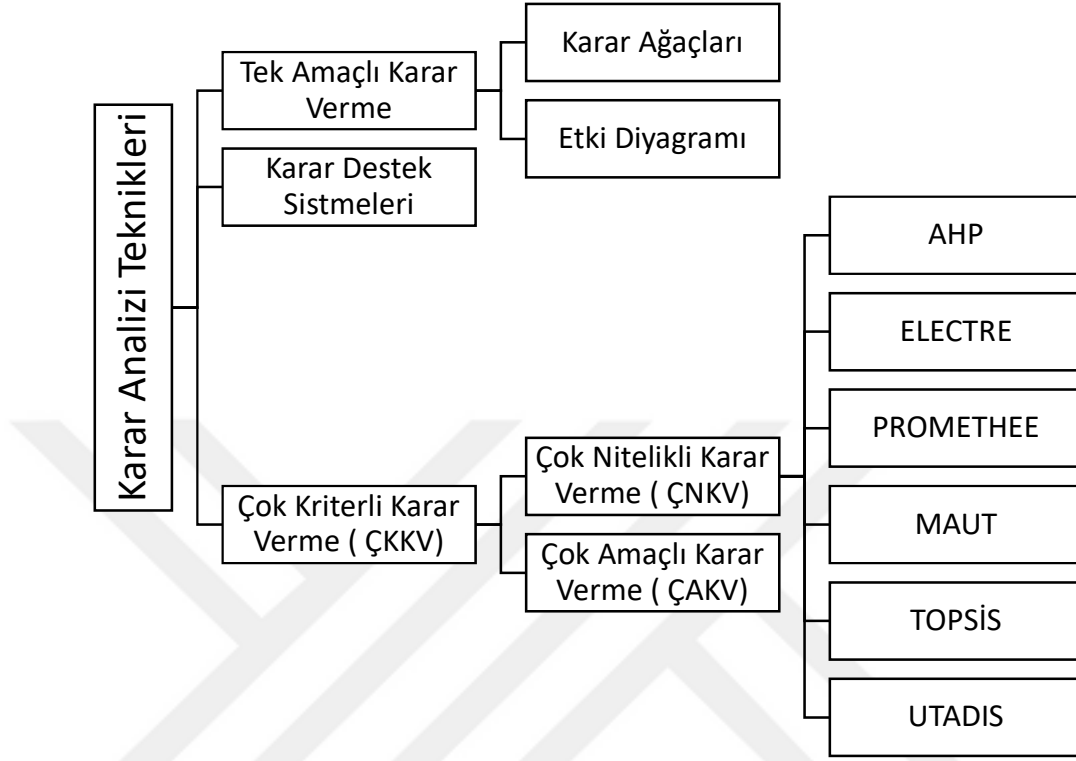 Karar Analizi Teknikleri
Tek Amaçlı Karar
Verme
Karar Ağaçları
Etki Diyagramı
Karar Destek
Sistmeleri
Çok Kriterli Karar
Verme ( ÇKKV)
Çok Nitelikli Karar
Verme ( ÇNKV)
Çok Amaçlı Karar
Verme ( ÇAKV)
AHP
ELECTRE
PROMETHEE
MAUT
TOPSİS
UTADIS